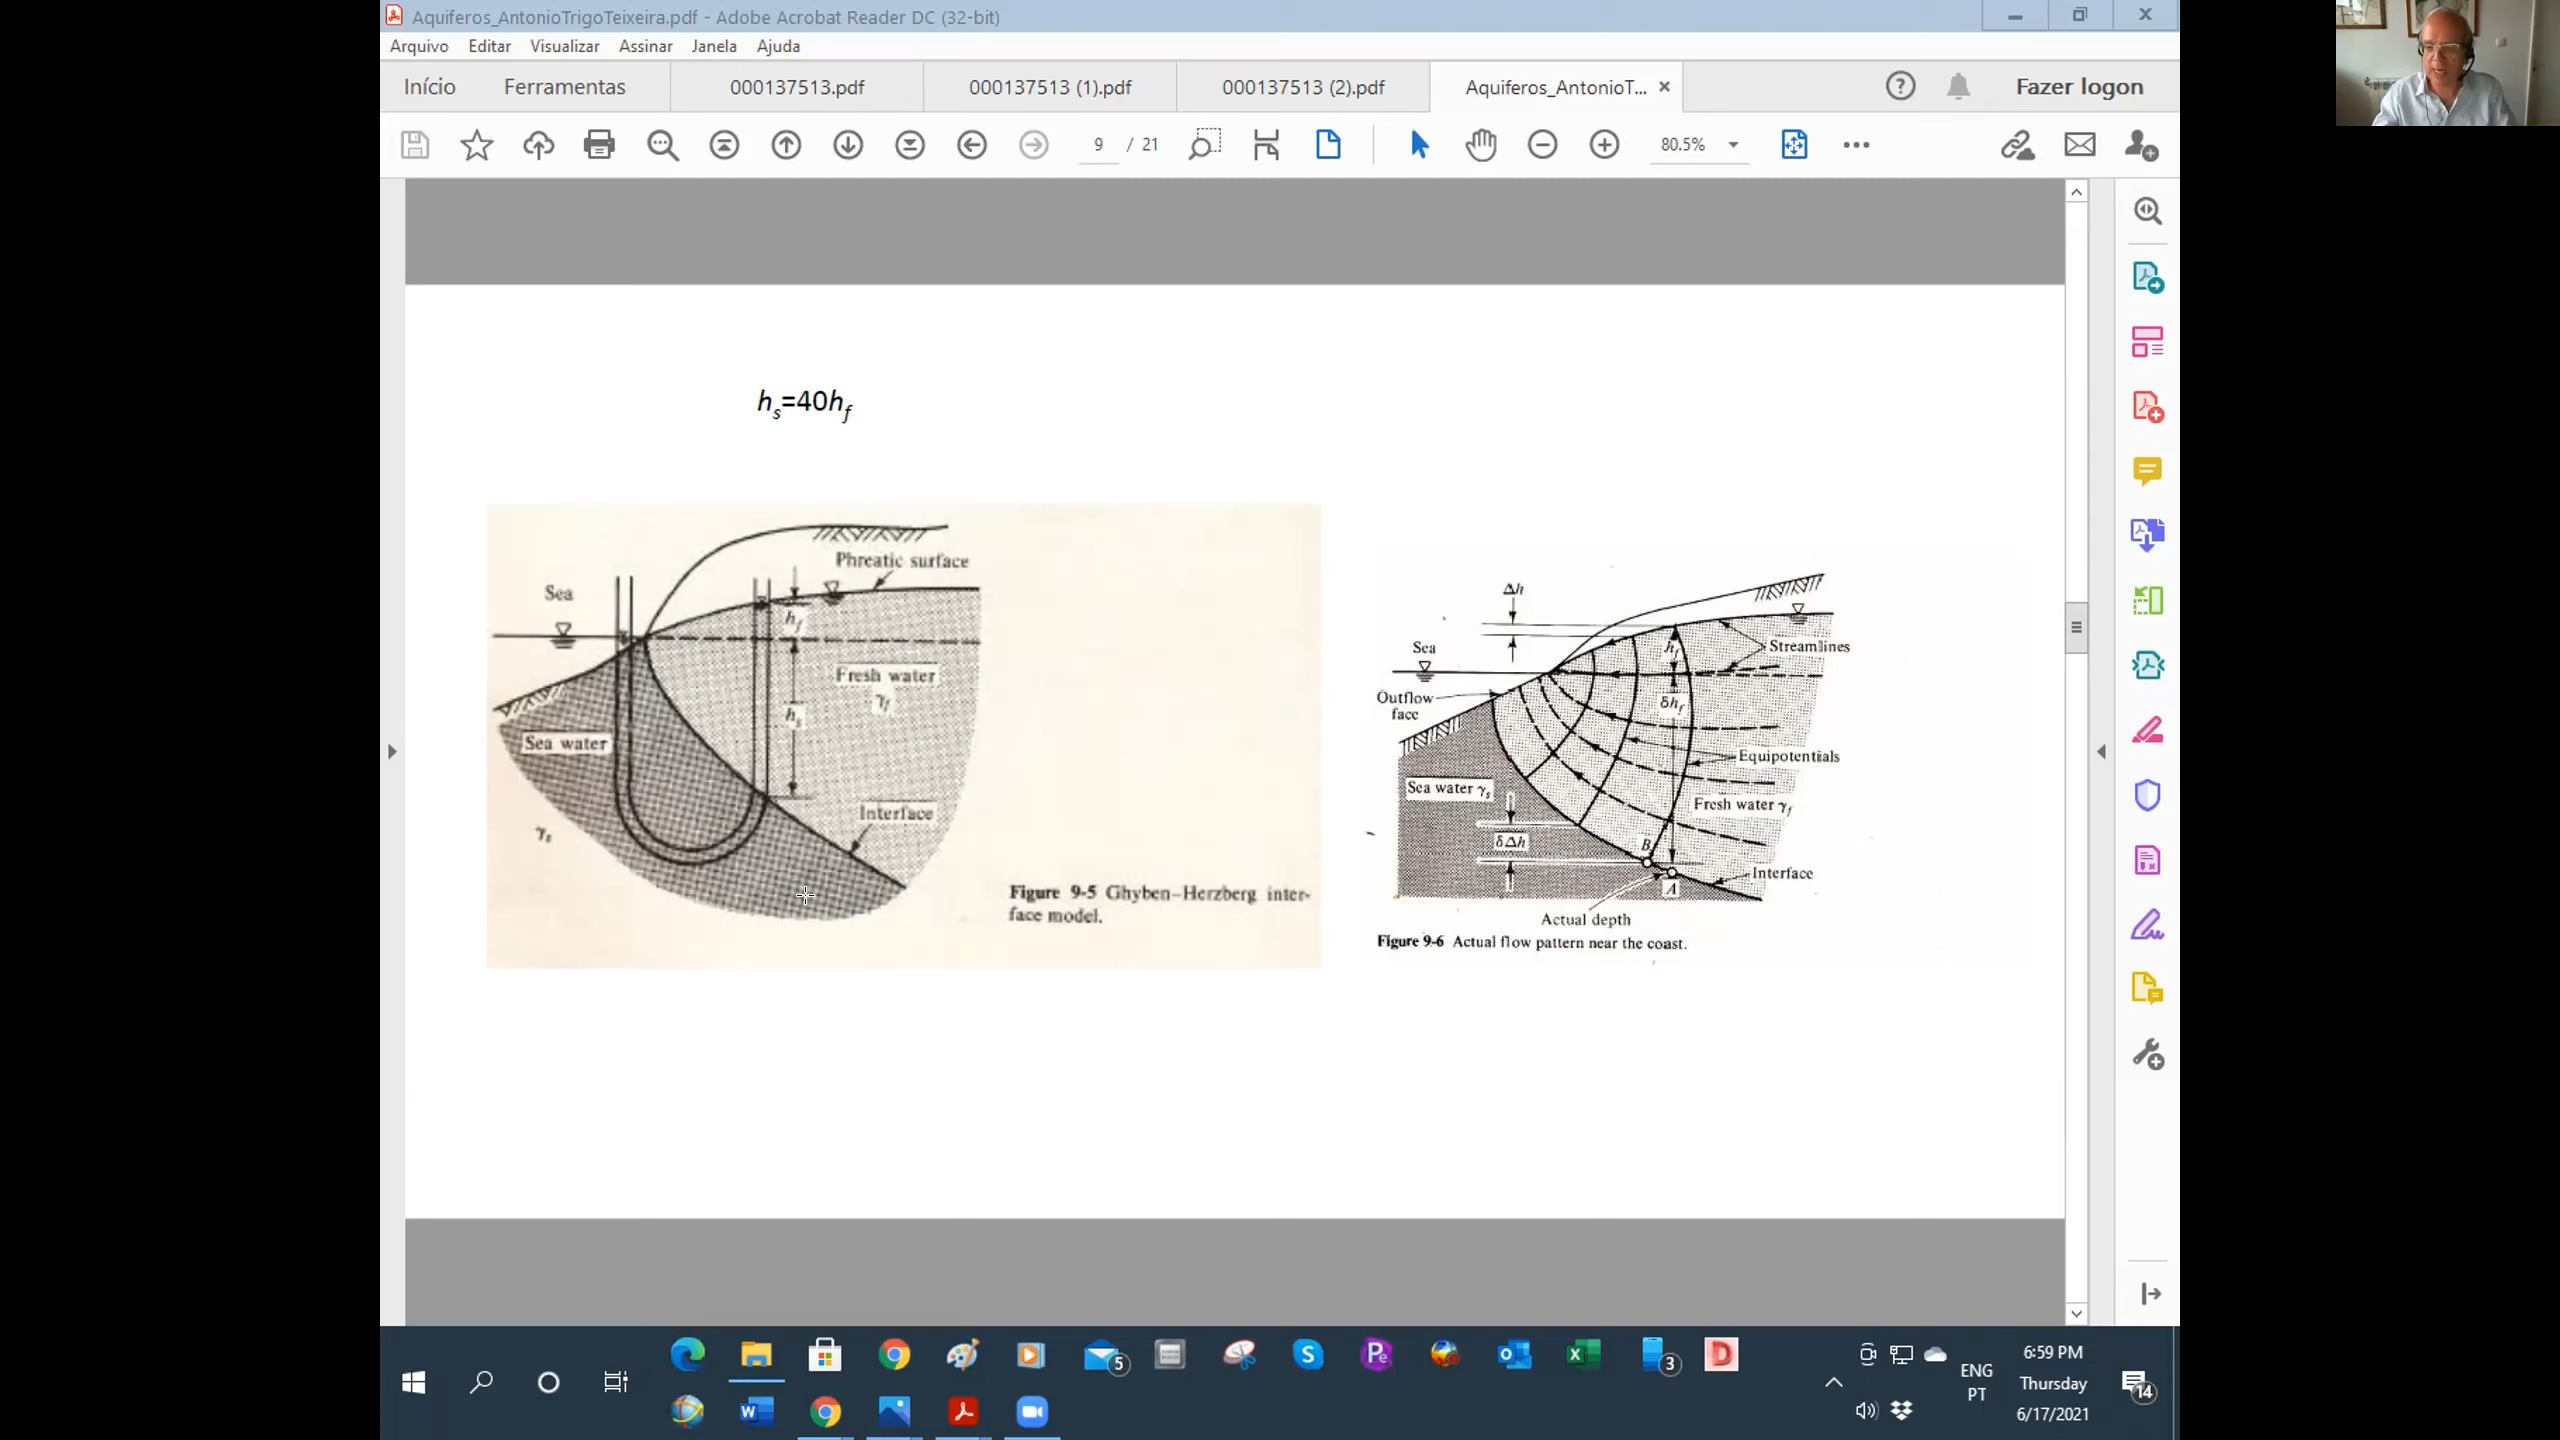 Aquiferos_AntonioTrigoTeixeira.pdf - Adobe Acrobat Reader DC (32-bit)
Arquivo Editar Visualizar Assinar Janela Ajuda
Início Ferramentas 000137513.pdf 000137513 (1).pdf 000137513 (2).pdf AquiferosAntonioT... Fazer logon
9 / 21 80.5%
hs=40hf
Phreatic surface
Sea
hf
Fresh water
γf
hs
Sea water
Interface
γs
Figure 9-5 Ghyben–Herzberg inter-
face model.
Δh
Sea
hf
Streamlines
Outflow
face
δhf
Equipotentials
Sea water γs
Fresh water γf
δΔh
B
Interface
A
Actual depth
Figure 9-6 Actual flow pattern near the coast.
5
3
6:59 PM
ENG
Thursday
PT
6/17/2021
14